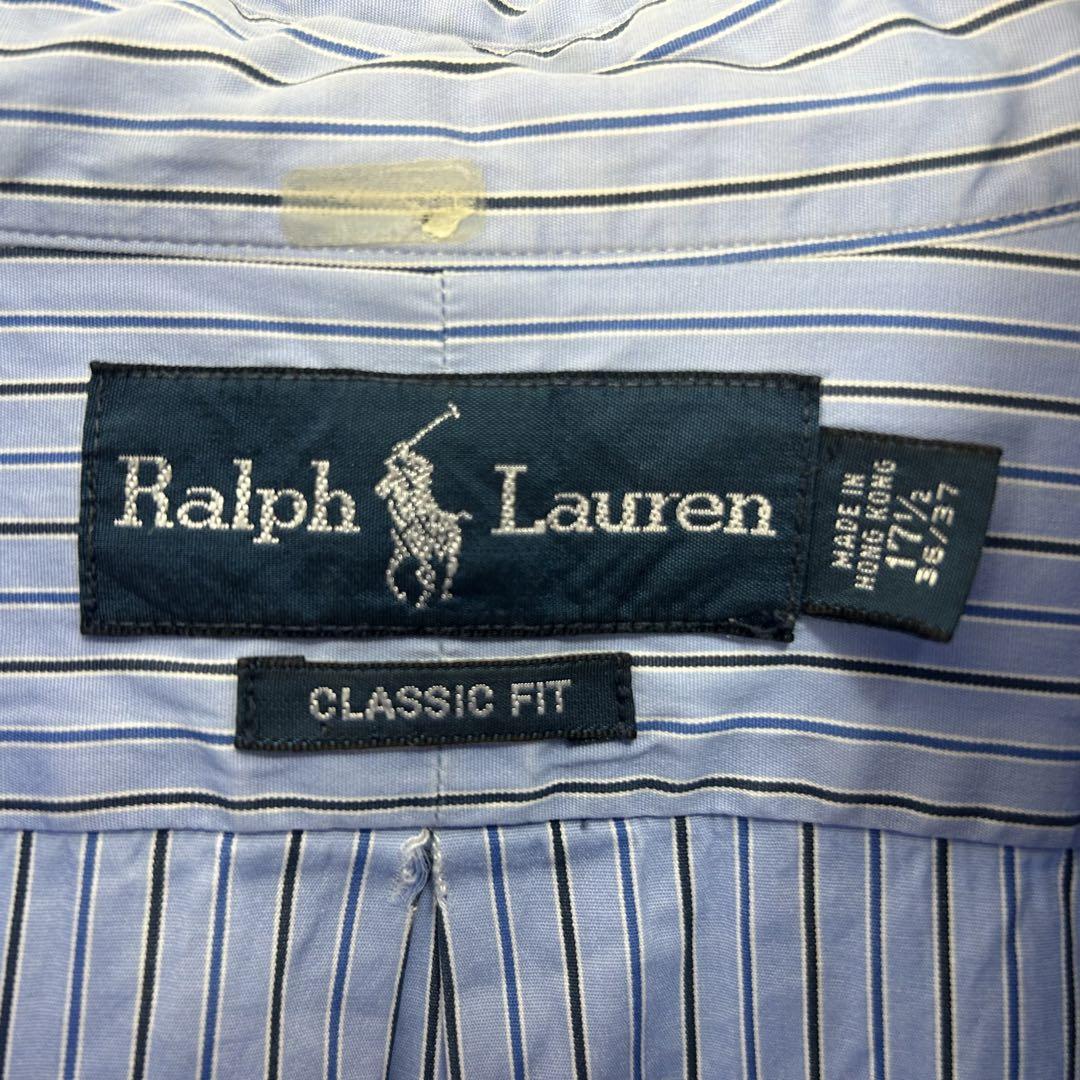 Ralph Lauren
MADE IN
HONG KONG
17 1/2
36/37
CLASSIC FIT